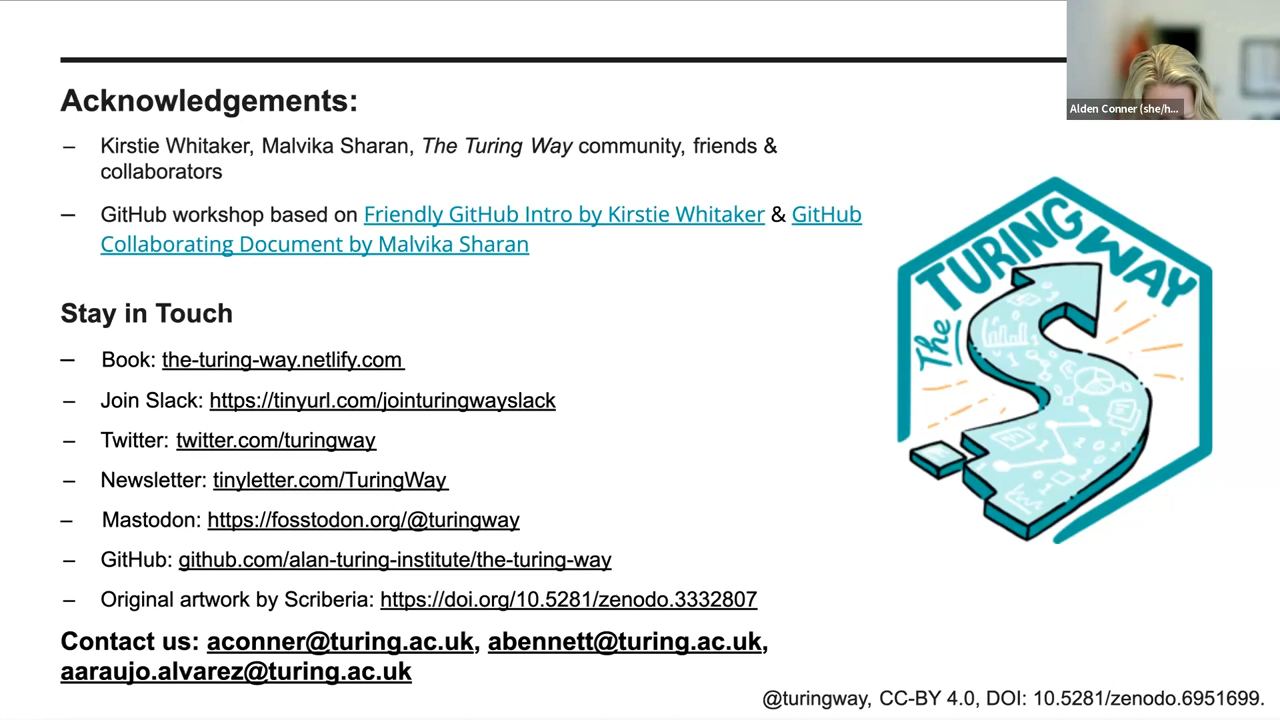 Alden Conner (she/h...
Acknowledgements:
– Kirstie Whitaker, Malvika Sharan, The Turing Way community, friends &
collaborators
– GitHub workshop based on Friendly GitHub Intro by Kirstie Whitaker & GitHub
Collaborating Document by Malvika Sharan
The TURING WAY
Stay in Touch
– Book: the-turing-way.netlify.com
– Join Slack: https://tinyurl.com/jointuringwayslack
– Twitter: twitter.com/turingway
– Newsletter: tinyletter.com/TuringWay
– Mastodon: https://fosstodon.org/@turingway
– GitHub: github.com/alan-turing-institute/the-turing-way
– Original artwork by Scriberia: https://doi.org/10.5281/zenodo.3332807
Contact us: aconner@turing.ac.uk, abennett@turing.ac.uk,
aaraujo.alvarez@turing.ac.uk
@turingway, CC-BY 4.0, DOI: 10.5281/zenodo.6951699.